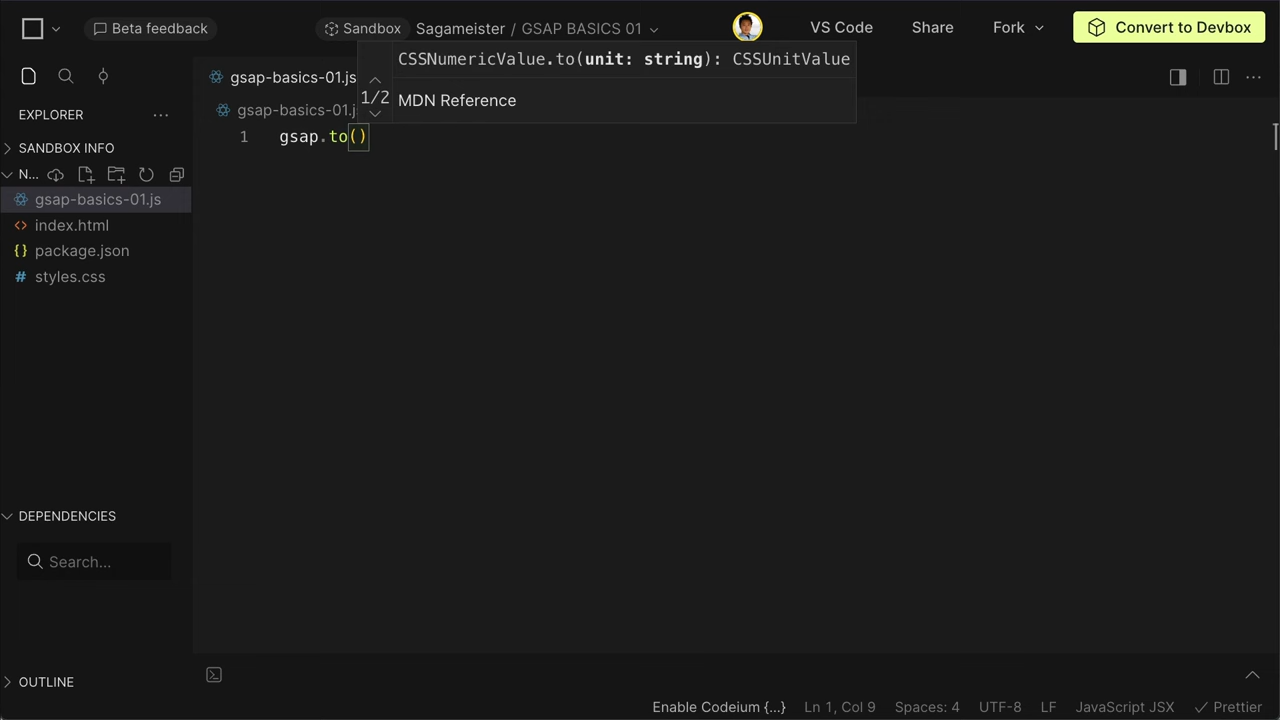 Beta feedback
Sandbox
Sagameister / GSAP BASICS 01
VS Code
Share
Fork
Convert to Devbox
EXPLORER
SANDBOX INFO
N...
gsap-basics-01.js
index.html
package.json
styles.css
DEPENDENCIES
Search...
OUTLINE
gsap-basics-01.js
gsap-basics-01.j
1/2
CSSNumericValue.to(unit: string): CSSUnitValue
MDN Reference
1 gsap.to()
Enable Codeium {...}
Ln 1, Col 9
Spaces: 4
UTF-8
LF
JavaScript JSX
Prettier